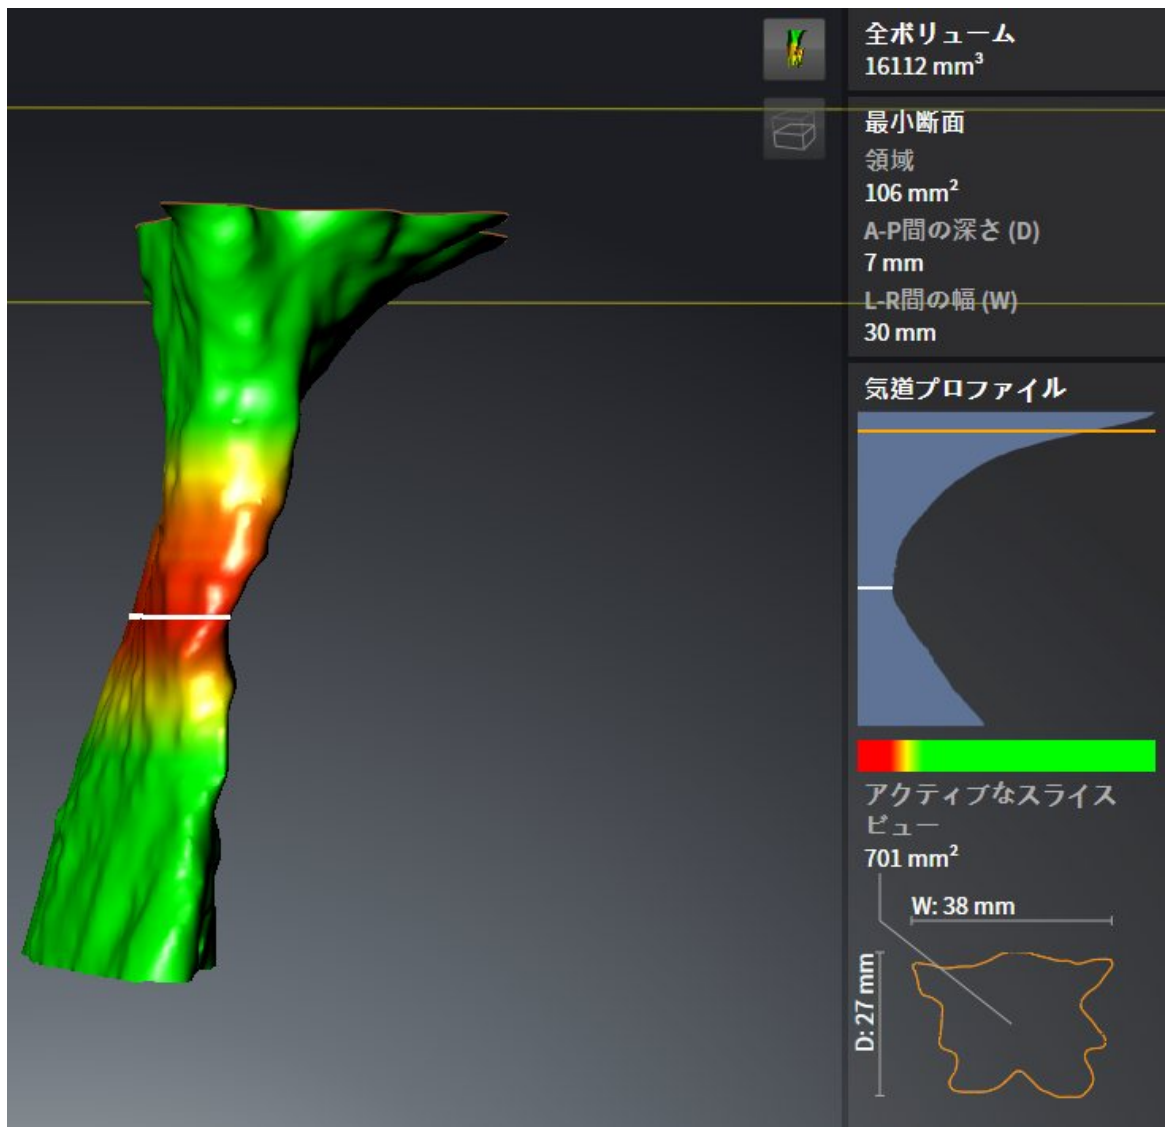 全ボリューム
16112 mm³
最小断面
領域
106 mm²
A-P間の深さ (D)
7 mm
L-R間の幅 (W)
30 mm
気道プロファイル
アクティブなスライス
ビュー
701 mm²
W: 38 mm
D: 27 mm